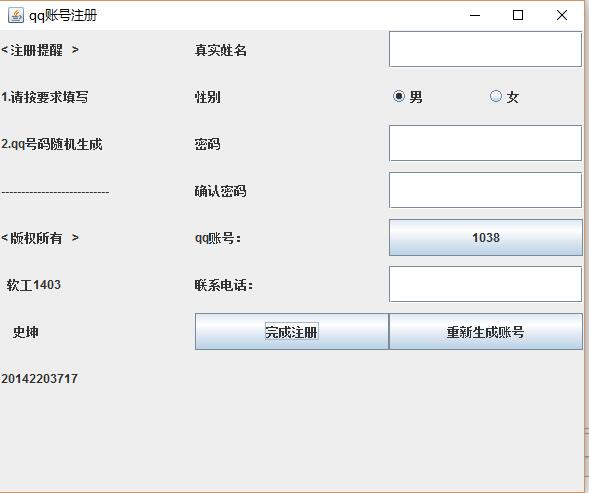 qq账号注册
<注册提醒 > 真实姓名
1.请按要求填写 性别 男 女
2.qq号码随机生成 密码
--------------------------- 确认密码
<版权所有 > qq账号： 1038
软工1403 联系电话：
史坤 完成注册 重新生成账号
20142203717